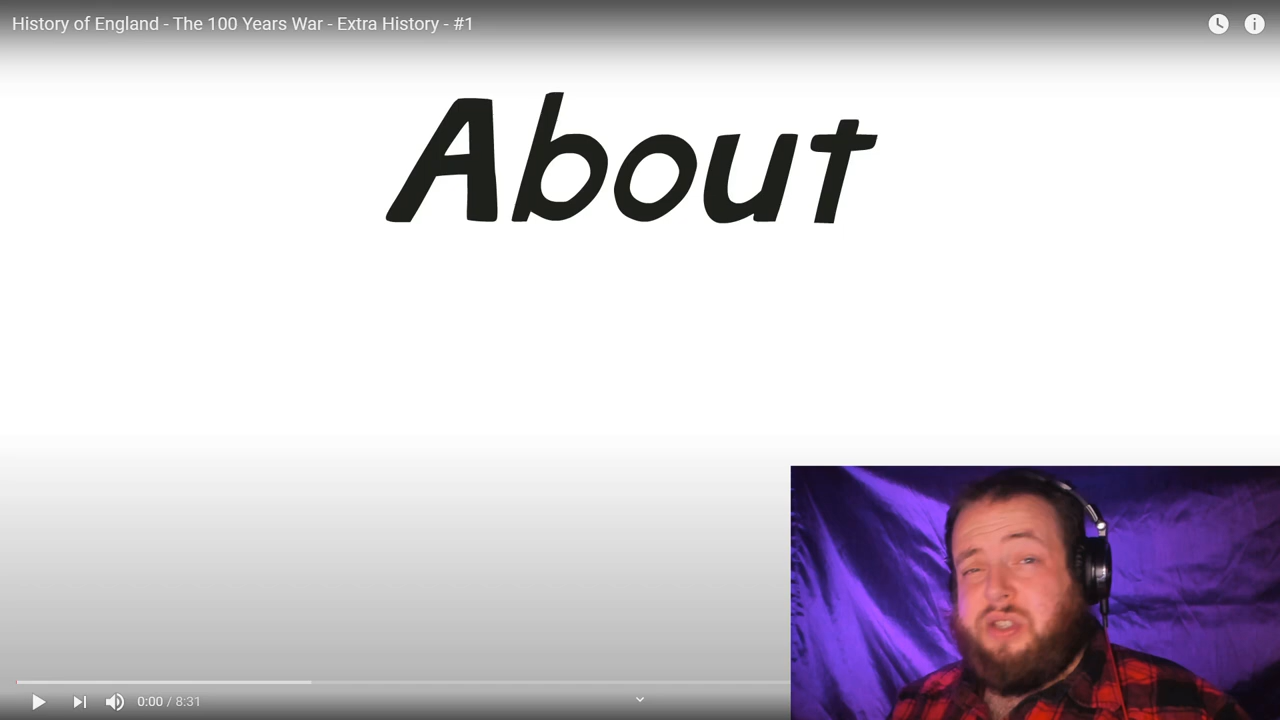 History of England - The 100 Years War - Extra History - #1
About
0:00 / 8:31